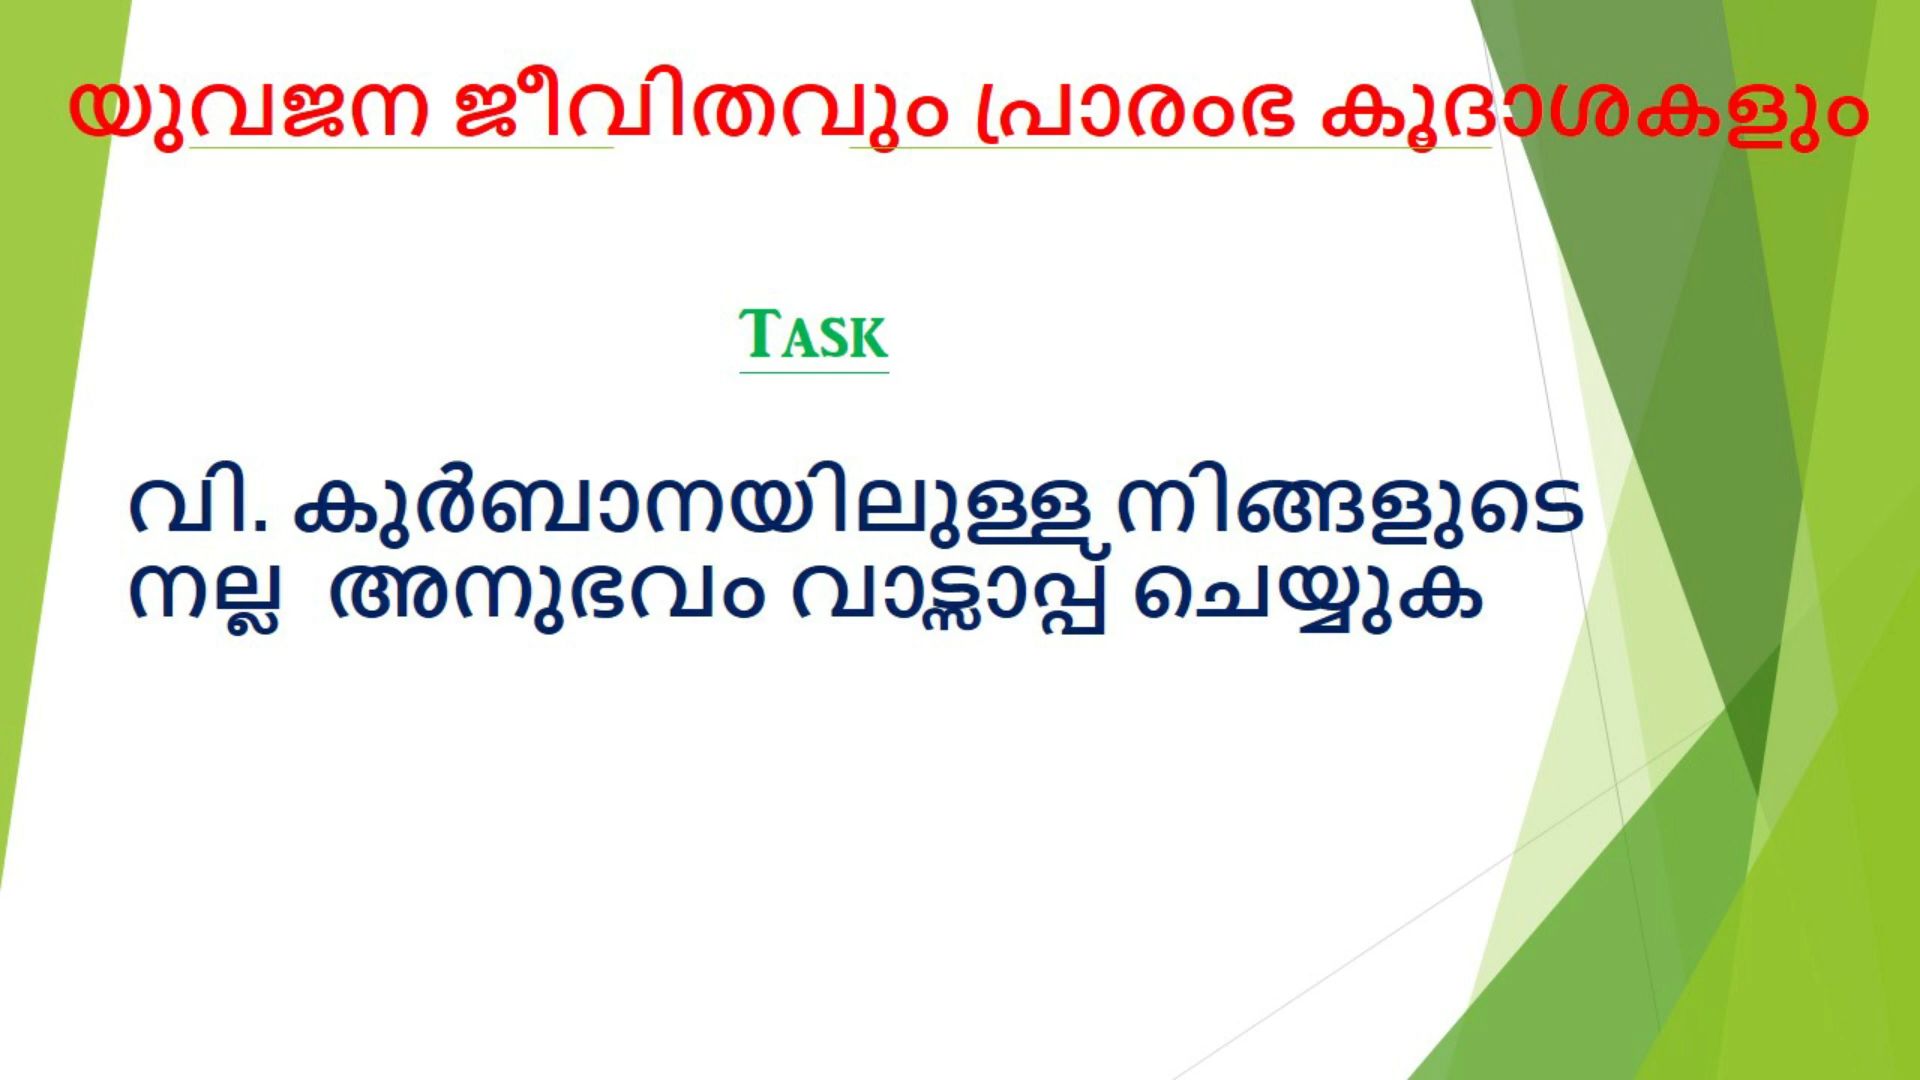 യുവജന ജീവിതവും പ്രാരംഭ കൂദാശകളും
Task
വി. കുർബാനയിലുള്ള നിങ്ങളുടെ
നല്ല അനുഭവം വാട്സാപ്പ് ചെയ്യുക